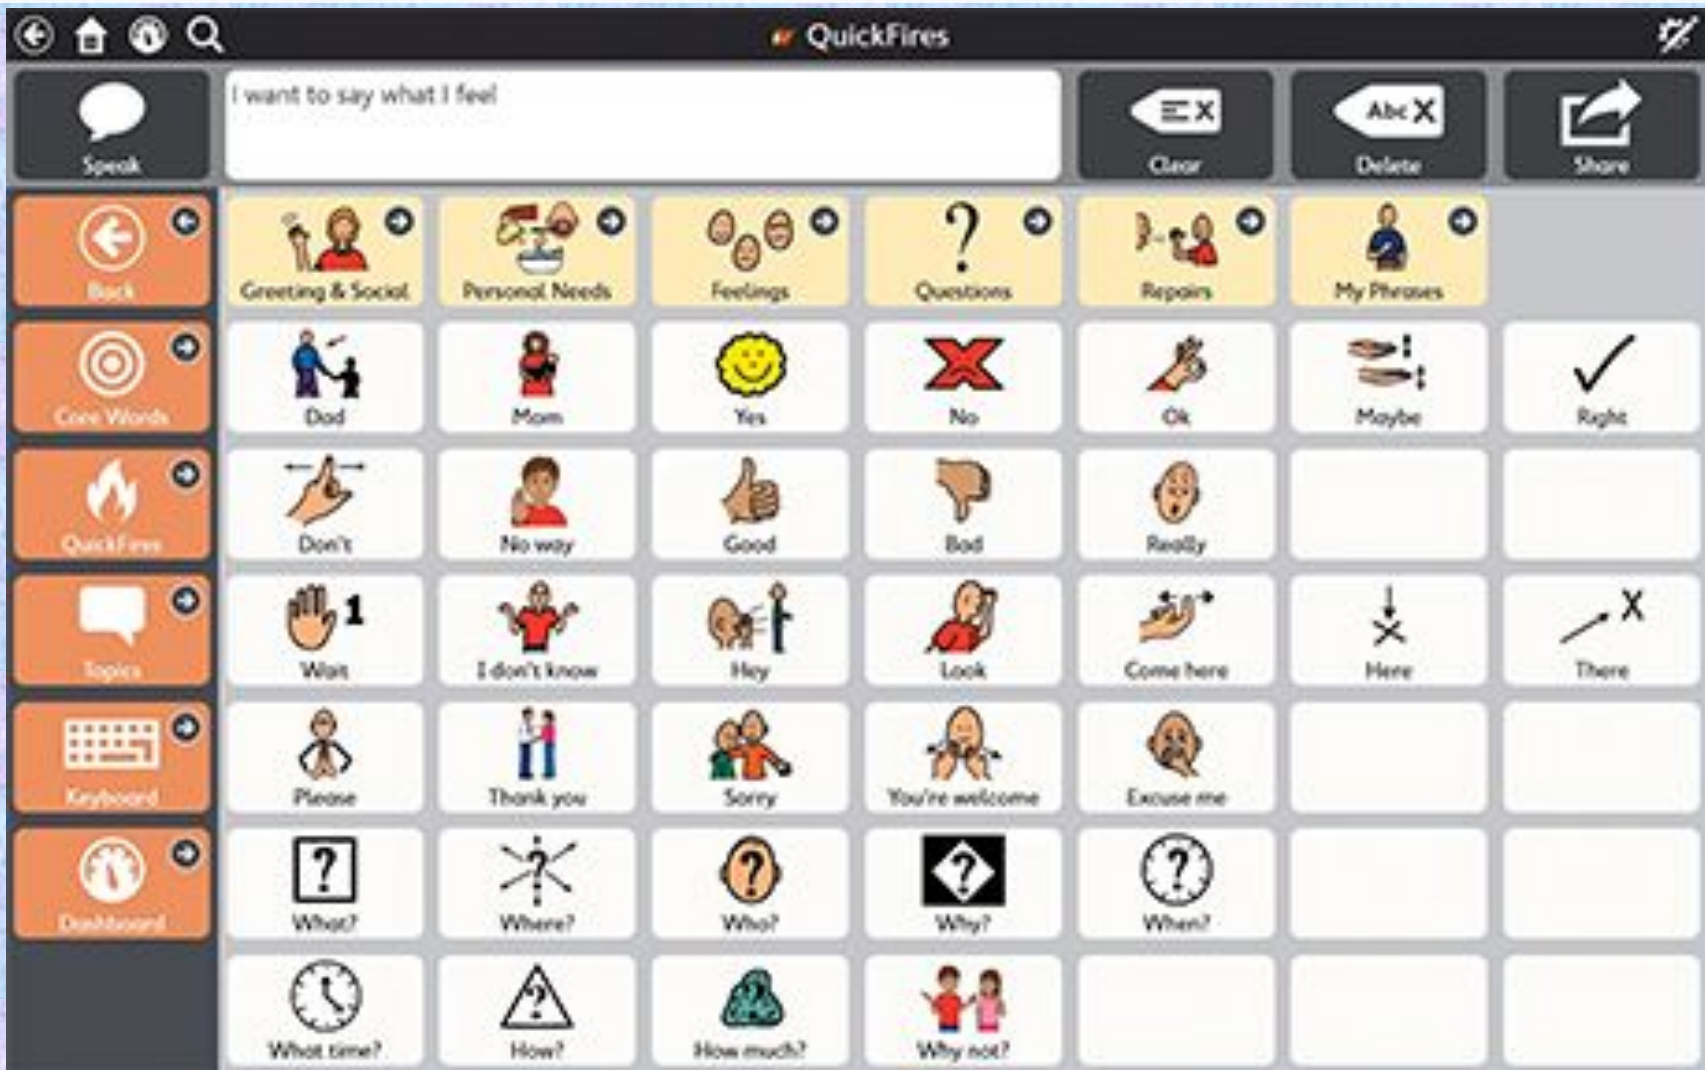 QuickFires
Speak
I want to say what I feel
Abc X
Clear
Delete
Share
Back
Greeting & Social
Personal Needs
Feelings
Questions
Repairs
My Phrases
Core Words
Dad
Mom
Yes
No
Ok
Maybe
Right
QuickFires
Don't
No way
Good
Bad
Really
Topics
1
Wait
I don't know
Hey
Look
Come here
Here
X
There
Keyboard
Please
Thank you
Sorry
You're welcome
Excuse me
Dashboard
?
What?
?
Where?
?
Who?
?
Why?
?
When?
What time?
?
How?
?
How much?
Why not?